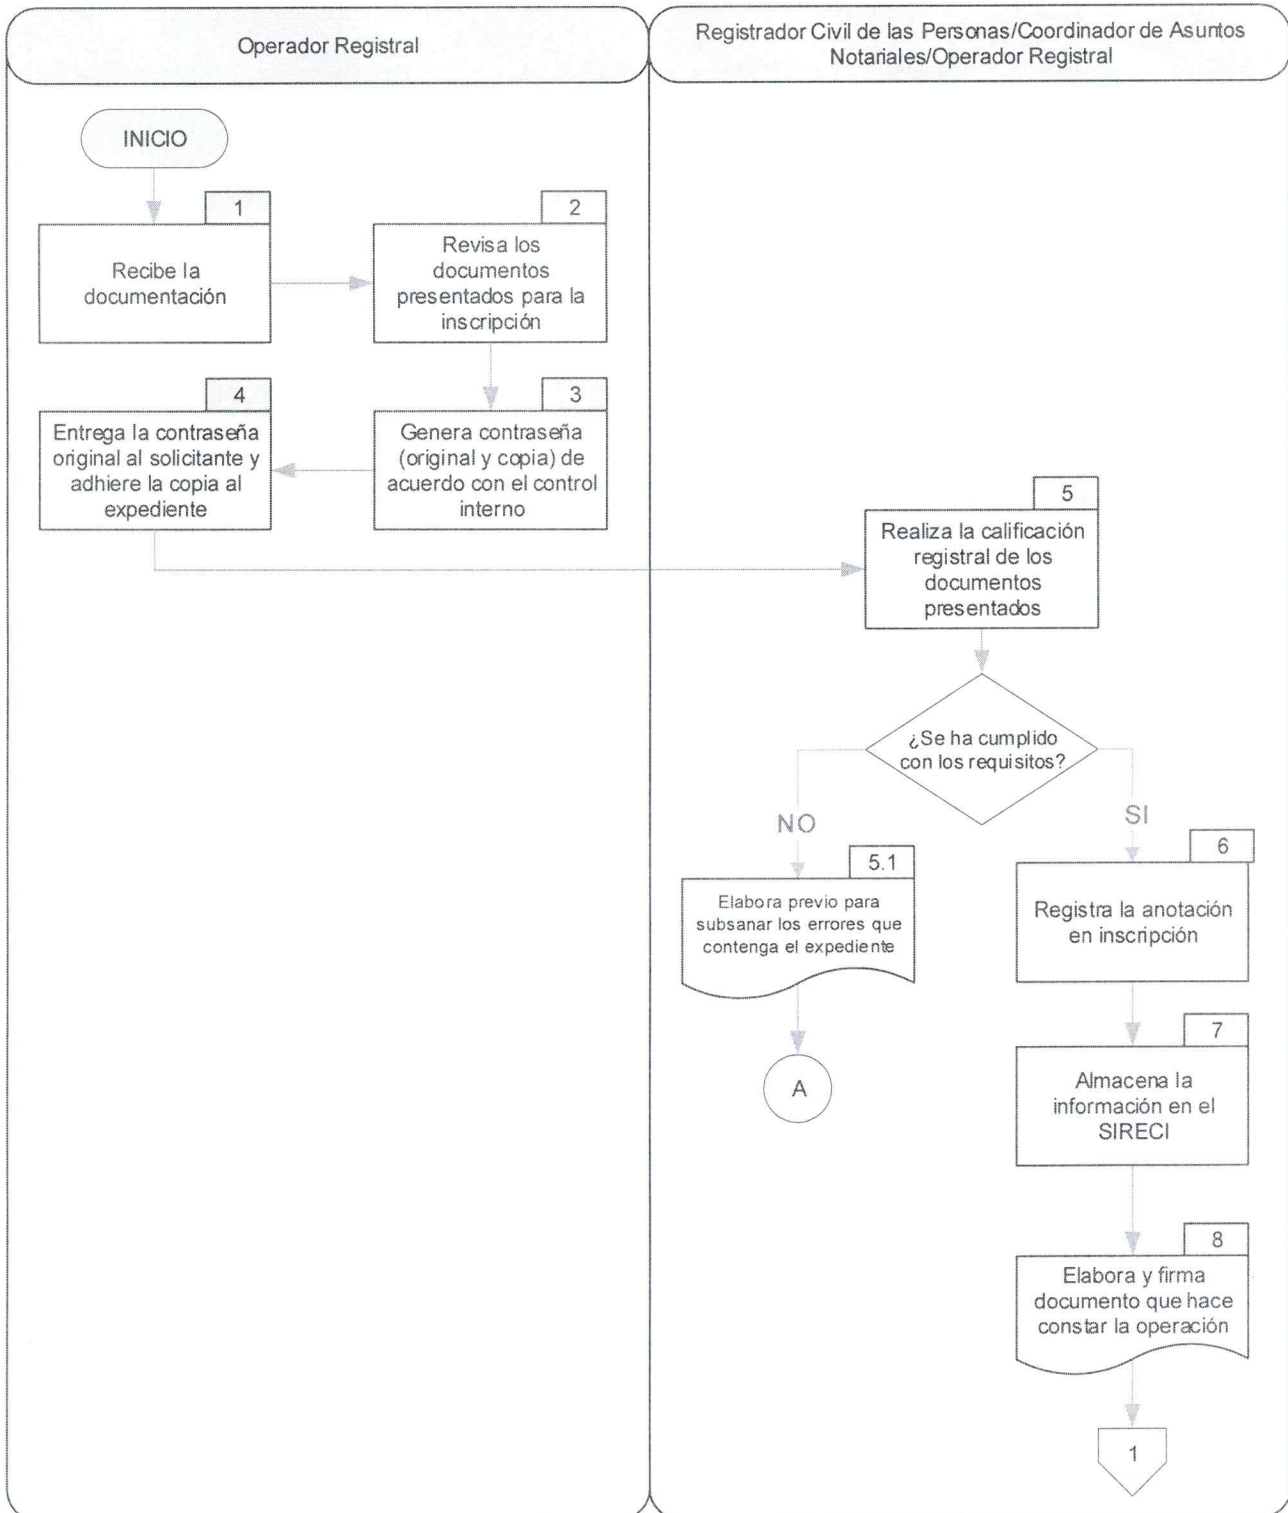 Operador Registral
Registrador Civil de las Personas/Coordinador de Asuntos
Notariales/Operador Registral
INICIO
1
Recibe la
documentación
2
Revisa los
documentos
presentados para la
inscripción
3
Genera contraseña
(original y copia) de
acuerdo con el control
interno
4
Entrega la contraseña
original al solicitante y
adhiere la copia al
expediente
5
Realiza la calificación
registral de los
documentos
presentados
¿Se ha cumplido
con los requisitos?
NO
SI
5.1
Elabora previo para
subsanar los errores que
contenga el expediente
A
6
Registra la anotación
en inscripción
7
Almacena la
información en el
SIRECI
8
Elabora y firma
documento que hace
constar la operación
1